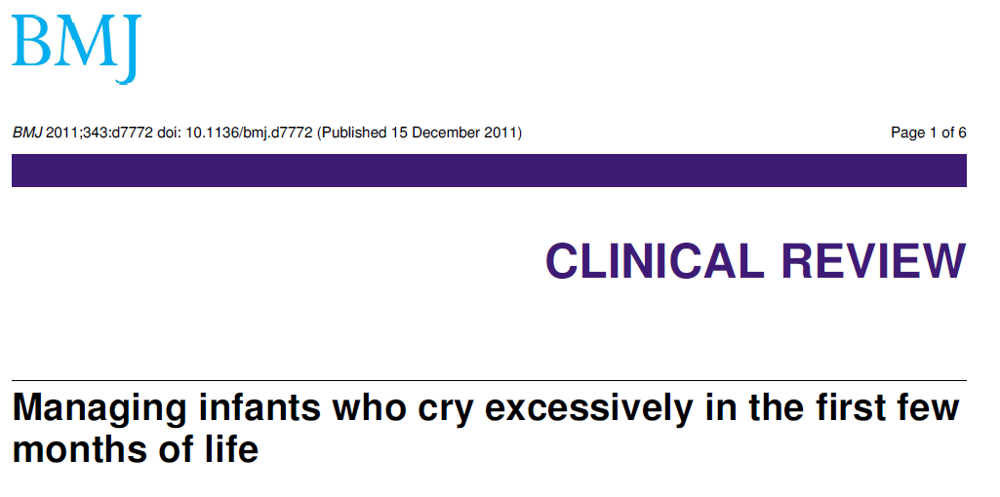 BMJ
BMJ 2011;343:d7772 doi: 10.1136/bmj.d7772 (Published 15 December 2011)
Page 1 of 6
CLINICAL REVIEW
Managing infants who cry excessively in the first few
months of life